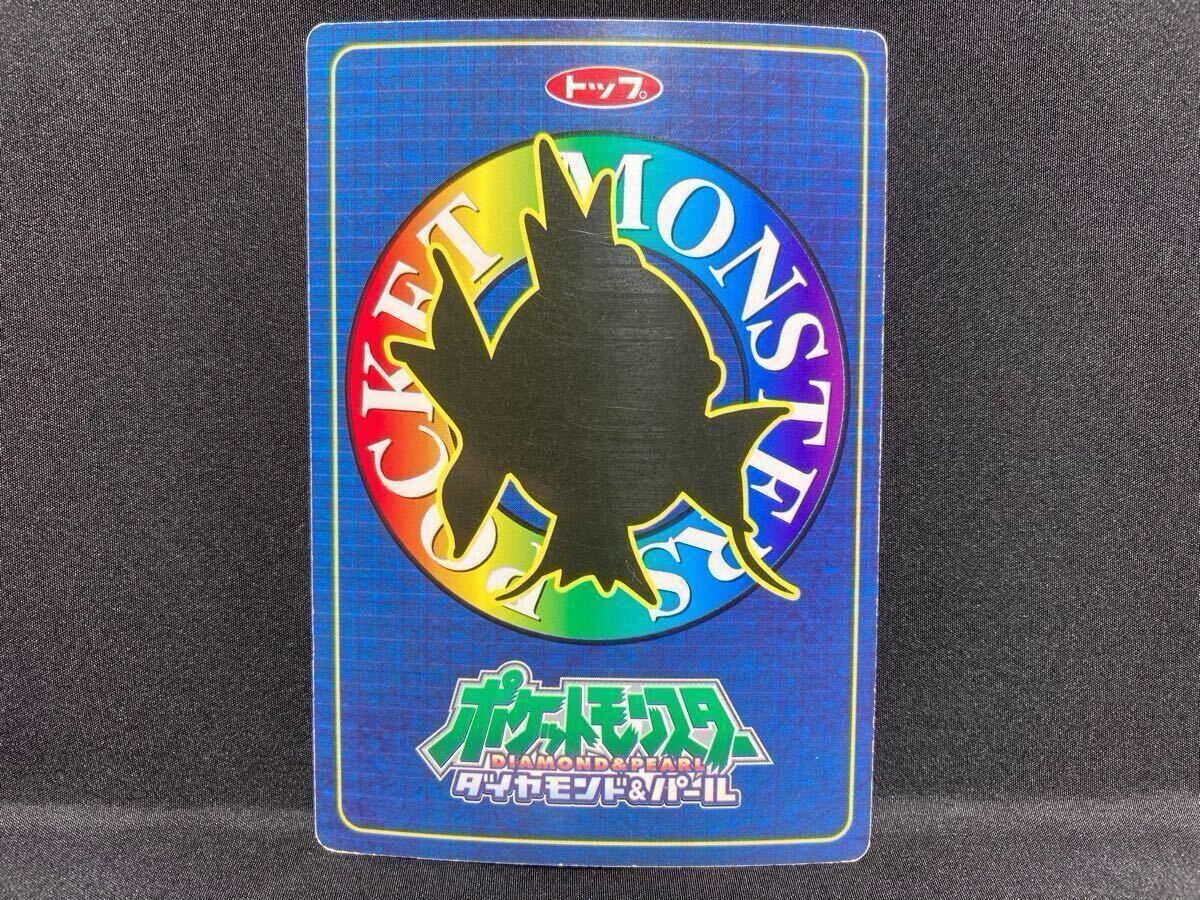 トップ。
POCKET MONSTERS
ポケットモンスター
DIAMOND & PEARL
ダイヤモンド&パール